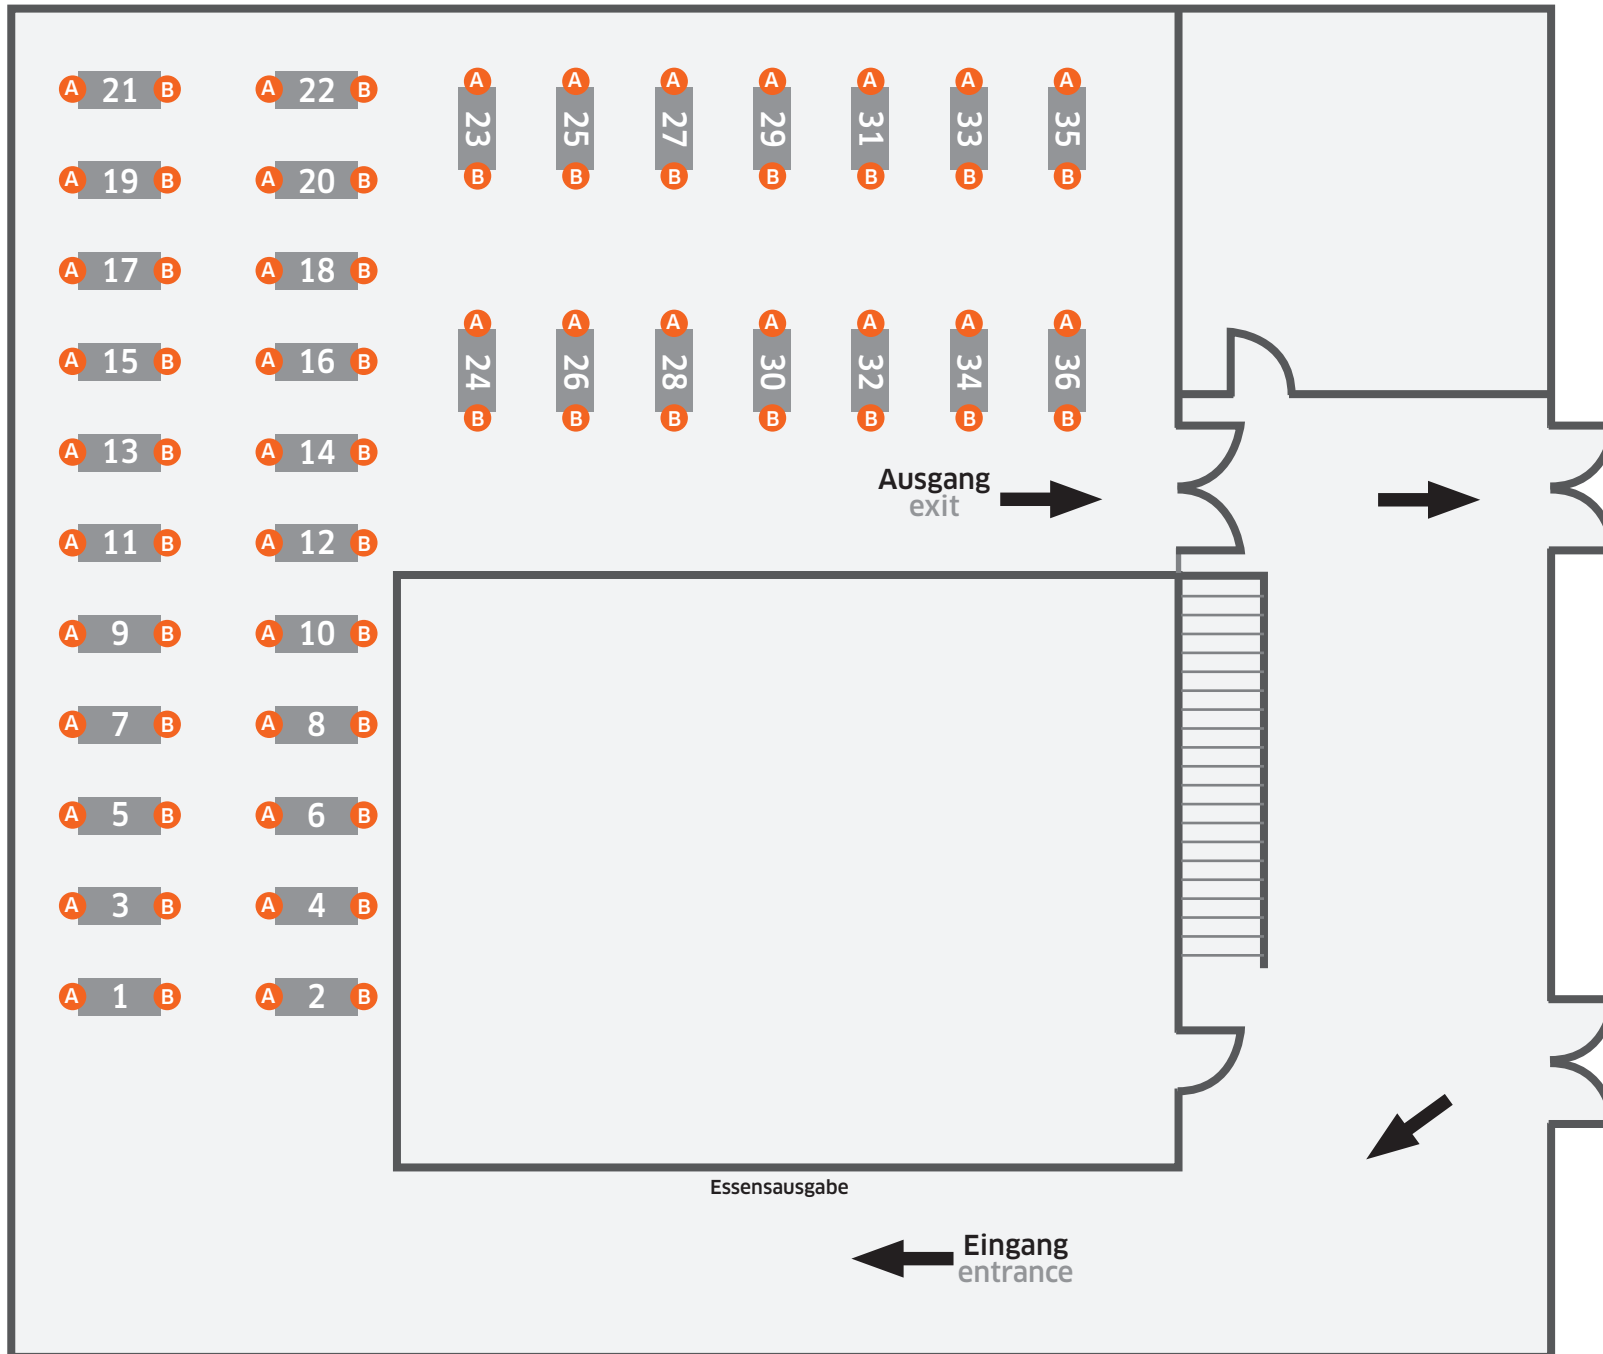 A 21 B A 22 B
A A A A A A A
23 25 27 29 31 33 35
B B B B B B B
A 19 B A 20 B
A 17 B A 18 B
A A A A A A A
24 26 28 30 32 34 36
B B B B B B B
A 15 B A 16 B
A 13 B A 14 B
Ausgang
exit
A 11 B A 12 B
A 9 B A 10 B
A 7 B A 8 B
A 5 B A 6 B
A 3 B A 4 B
A 1 B A 2 B
Essensausgabe
Eingang
entrance